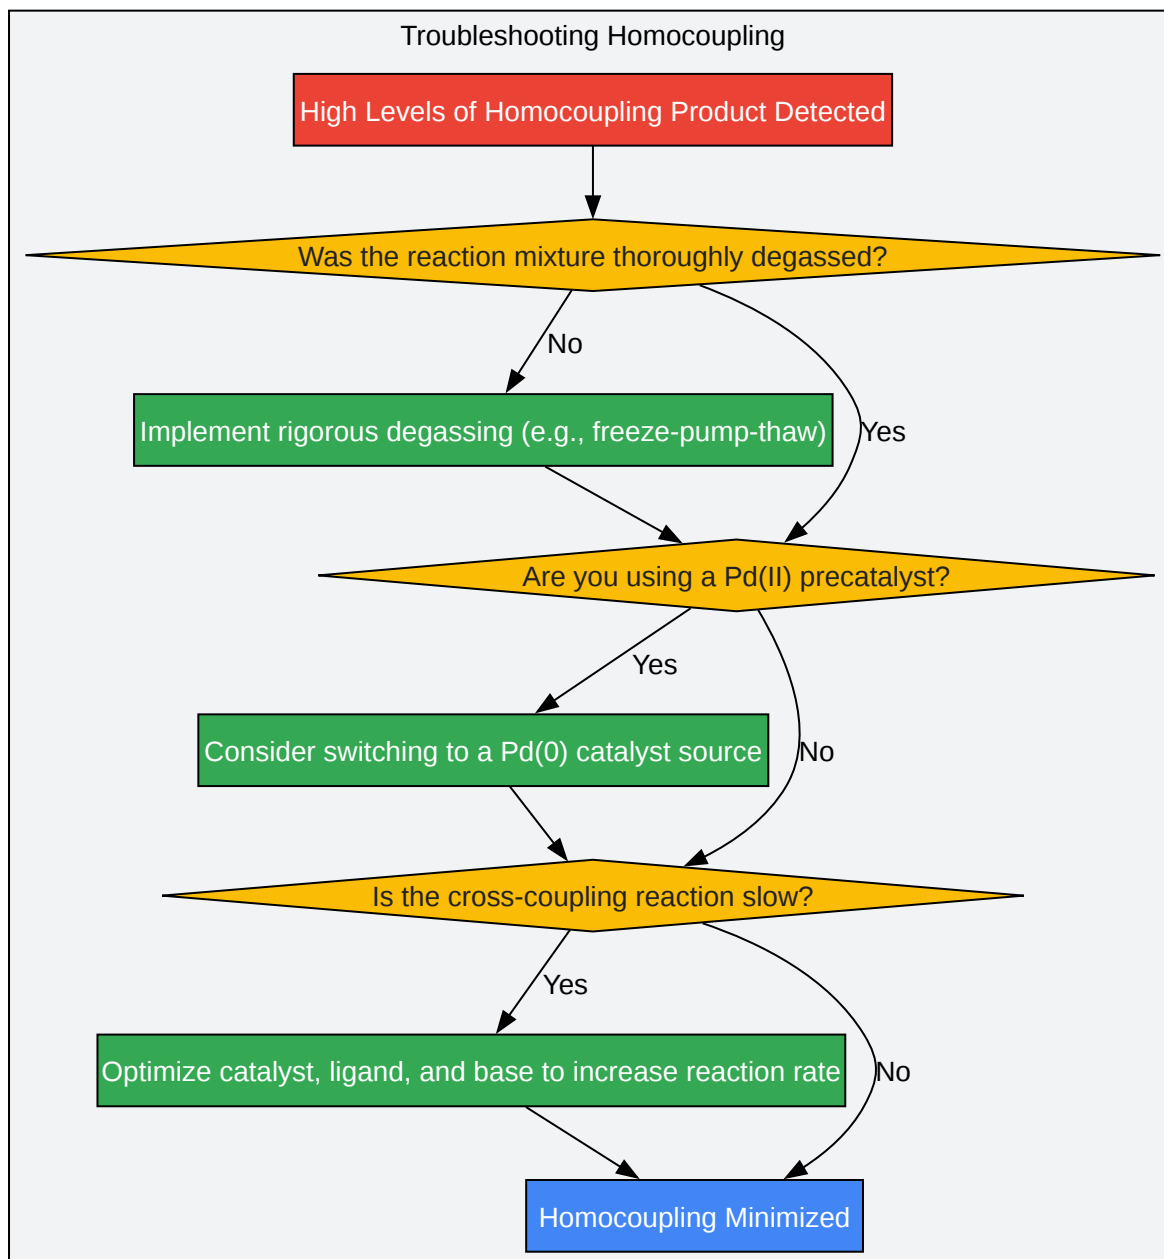 Troubleshooting Homocoupling
High Levels of Homocoupling Product Detected
Was the reaction mixture thoroughly degassed?
No
Implement rigorous degassing (e.g., freeze-pump-thaw)
Yes
Are you using a Pd(II) precatalyst?
Yes
Consider switching to a Pd(0) catalyst source
No
Is the cross-coupling reaction slow?
Yes
Optimize catalyst, ligand, and base to increase reaction rate
No
Homocoupling Minimized